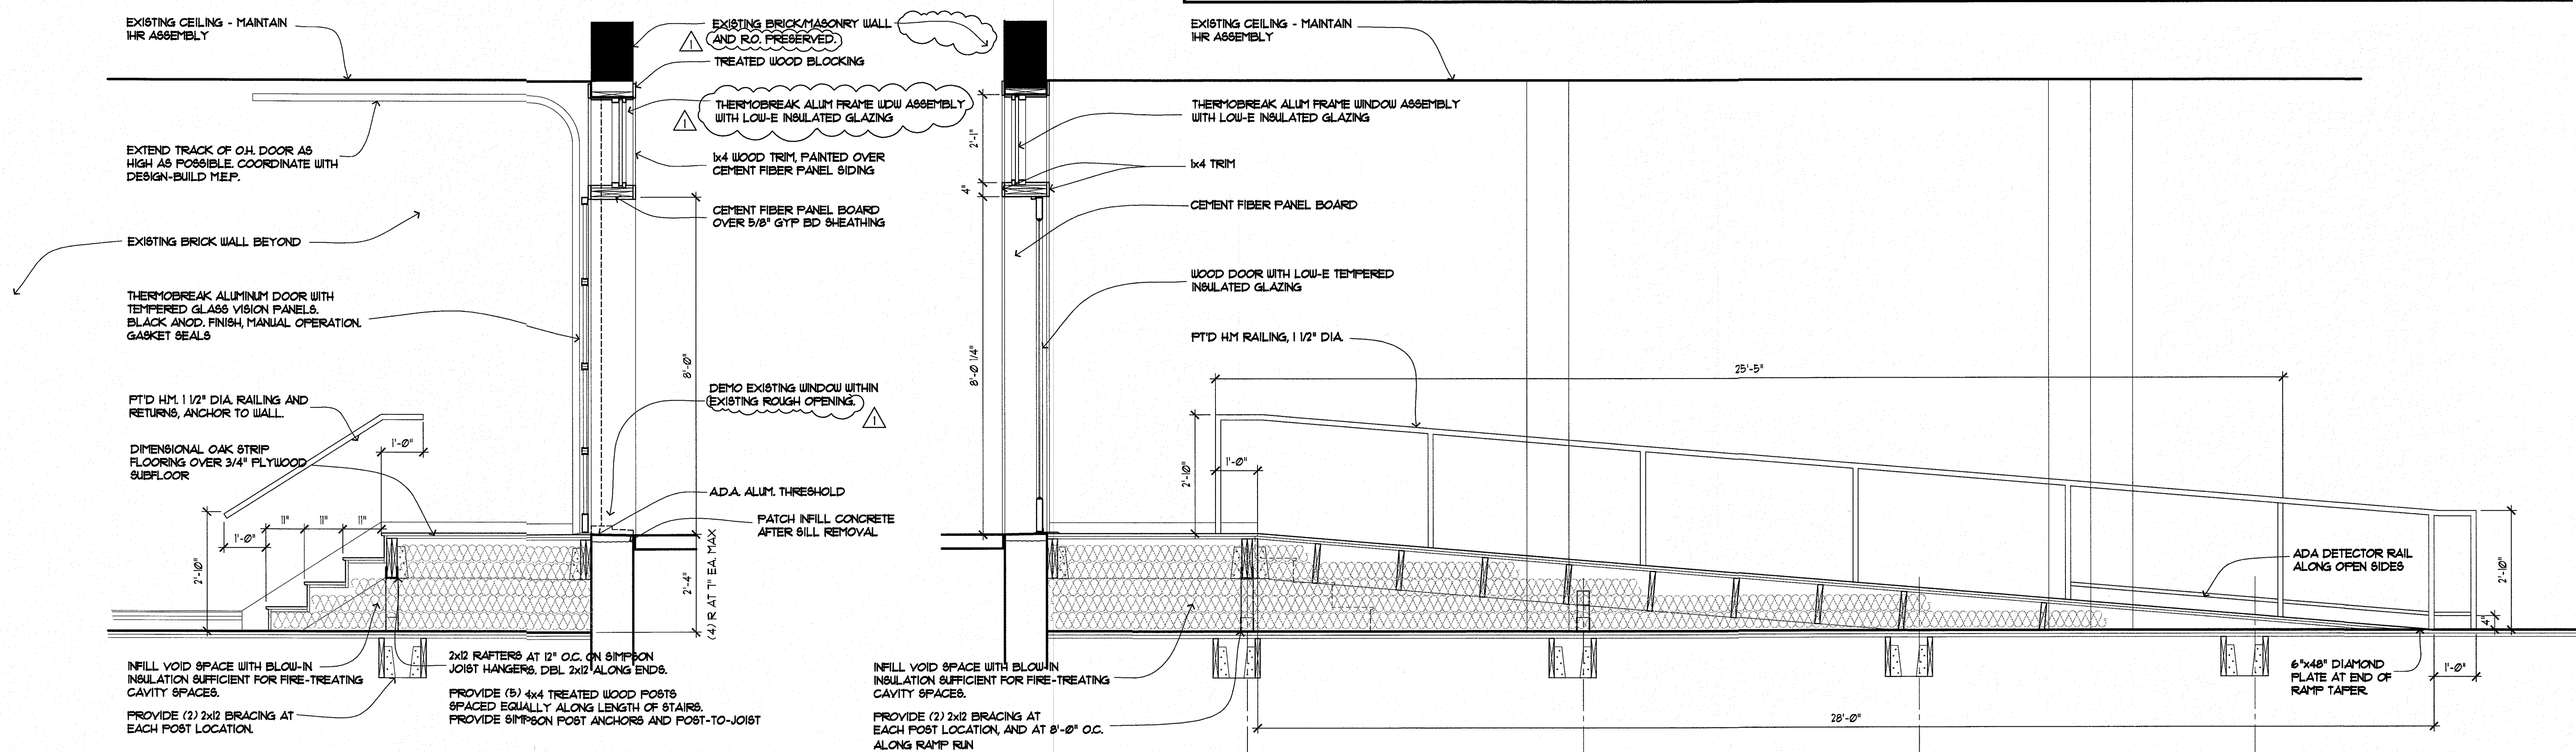 EXISTING CEILING - MAINTAIN
1HR ASSEMBLY
EXTEND TRACK OF O.H. DOOR AS
HIGH AS POSSIBLE. COORDINATE WITH
DESIGN-BUILD M.E.P.
EXISTING BRICK WALL BEYOND
THERMOBREAK ALUMINUM DOOR WITH
TEMPERED GLASS VISION PANELS.
BLACK ANOD. FINISH, MANUAL OPERATION.
GASKET SEALS
PT'D H.M. 1 1/2" DIA. RAILING AND
RETURNS, ANCHOR TO WALL.
DIMENSIONAL OAK STRIP
FLOORING OVER 3/4" PLYWOOD
SUBFLOOR
1'-0"
11"
11"
11"
1'-0"
2'-10"
INFILL VOID SPACE WITH BLOW-IN
INSULATION SUFFICIENT FOR FIRE-TREATING
CAVITY SPACES.
PROVIDE (2) 2x12 BRACING AT
EACH POST LOCATION.
2x12 RAFTERS AT 12" O.C. ON SIMPSON
JOIST HANGERS, DBL 2x12 ALONG ENDS.
PROVIDE (5) 4x4 TREATED WOOD POSTS
SPACED EQUALLY ALONG LENGTH OF STAIRS.
PROVIDE SIMPSON POST ANCHORS AND POST-TO-JOIST
EXISTING BRICK/MASONRY WALL
AND R.O. PRESERVED.
1
TREATED WOOD BLOCKING
THERMOBREAK ALUM FRAME WDW ASSEMBLY
WITH LOW-E INSULATED GLAZING
1
1x4 WOOD TRIM, PAINTED OVER
CEMENT FIBER PANEL SIDING
CEMENT FIBER PANEL BOARD
OVER 5/8" GYP BD SHEATHING
8'-0"
DEMO EXISTING WINDOW WITHIN
EXISTING ROUGH OPENING.
1
A.D.A. ALUM. THRESHOLD
PATCH INFILL CONCRETE
AFTER SILL REMOVAL
2'-4"
(4) R AT 7" EA. MAX
EXISTING CEILING - MAINTAIN
1HR ASSEMBLY
2'-1"
4"
8'-0 1/4"
THERMOBREAK ALUM FRAME WINDOW ASSEMBLY
WITH LOW-E INSULATED GLAZING
1x4 TRIM
CEMENT FIBER PANEL BOARD
WOOD DOOR WITH LOW-E TEMPERED
INSULATED GLAZING
PT'D H.M RAILING, 1 1/2" DIA.
25'-5"
2'-10"
1'-0"
ADA DETECTOR RAIL
ALONG OPEN SIDES
2'-10"
4"
INFILL VOID SPACE WITH BLOW-IN
INSULATION SUFFICIENT FOR FIRE-TREATING
CAVITY SPACES.
PROVIDE (2) 2x12 BRACING AT
EACH POST LOCATION, AND AT 8'-0" O.C.
ALONG RAMP RUN
6"x48" DIAMOND
PLATE AT END OF
RAMP TAPER.
1'-0"
28'-0"